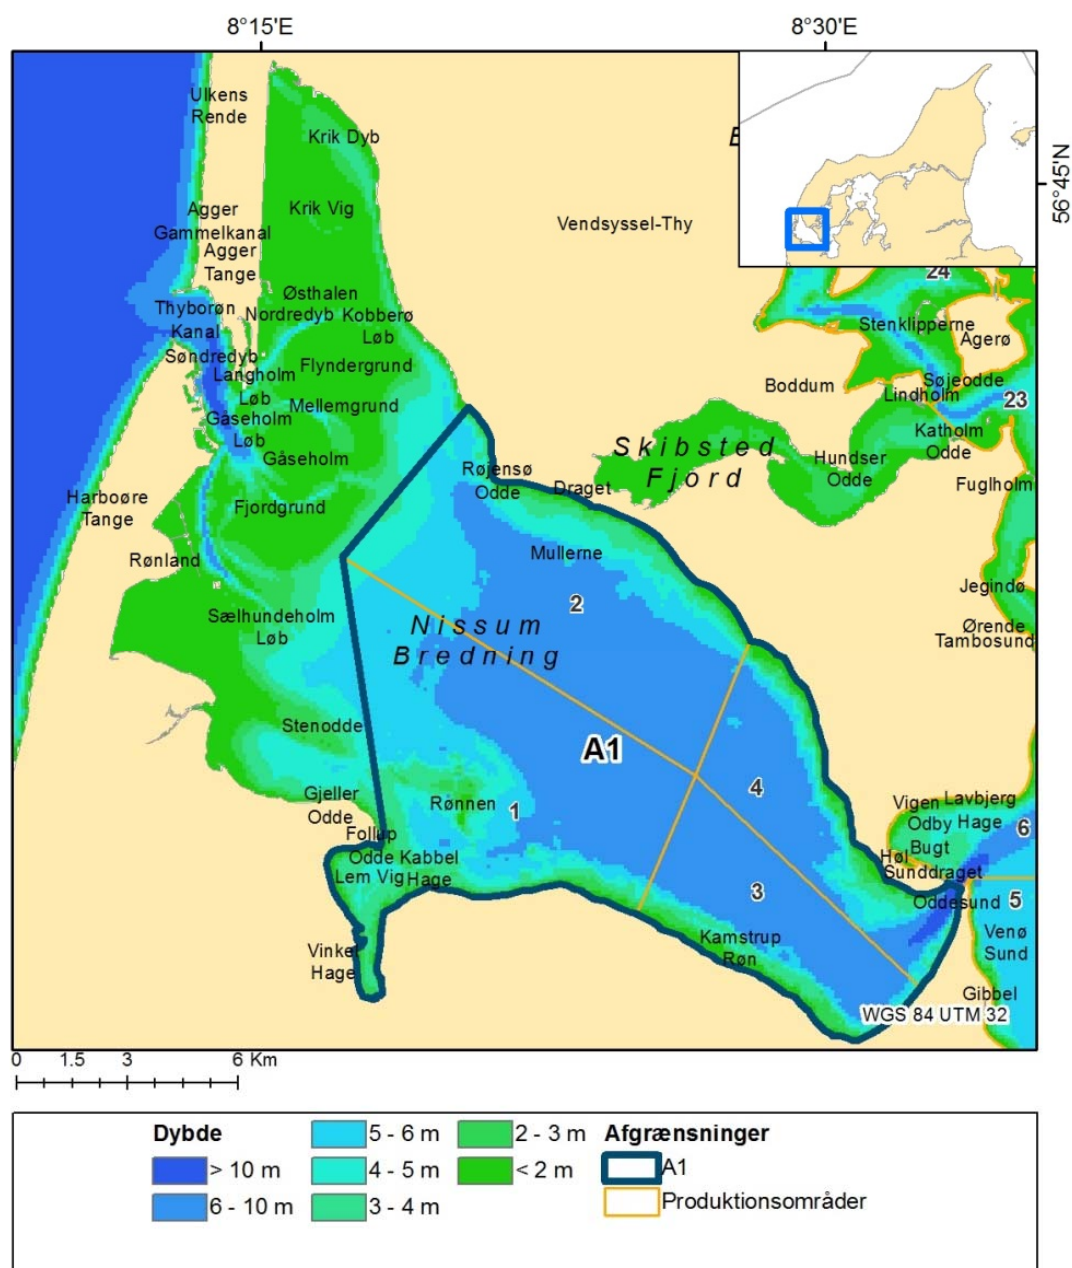 8°15'E
8°30'E
56°45'N
Ulkens
Rende
Krik Dyb
Krik Vig
Vendsyssel-Thy
Agger
Gammelkanal
Agger
Tange
Østhalen
Nordredyb
Kobberø
Løb
Thyborøn
Kanal
Søndredyb
Langholm
Løb
Flyndergrund
Mellemgrund
Gåseholm
Løb
Gåseholm
Fjordgrund
Harboøre
Tange
Rønland
Sælhundeholm
Løb
24
Stenklipperne
Agerø
Boddum
Søjeodde
Lindholm
23
Katholm
Odde
Skibsted
Fjord
Hundser
Odde
Fuglholm
Røjensø
Odde
Draget
Mullerne
2
Jegindø
Ørende
Tambosund
Nissum
Bredning
Stenodde
A1
4
Gjeller
Odde
Rønnen
1
Follup
Odde
Kabbel
Hage
Lem Vig
Vigen
Lavbjerg
Hage
Odby
Bugt
6
Høl
Sunddraget
3
Oddesund
5
Venø
Sund
Kamstrup
Røn
Vinkel
Hage
Gibbel
WGS 84 UTM 32
0 1.5 3 6 Km
Dybde
> 10 m
6 - 10 m
5 - 6 m
4 - 5 m
3 - 4 m
2 - 3 m
< 2 m
Afgrænsninger
A1
Produktionsområder